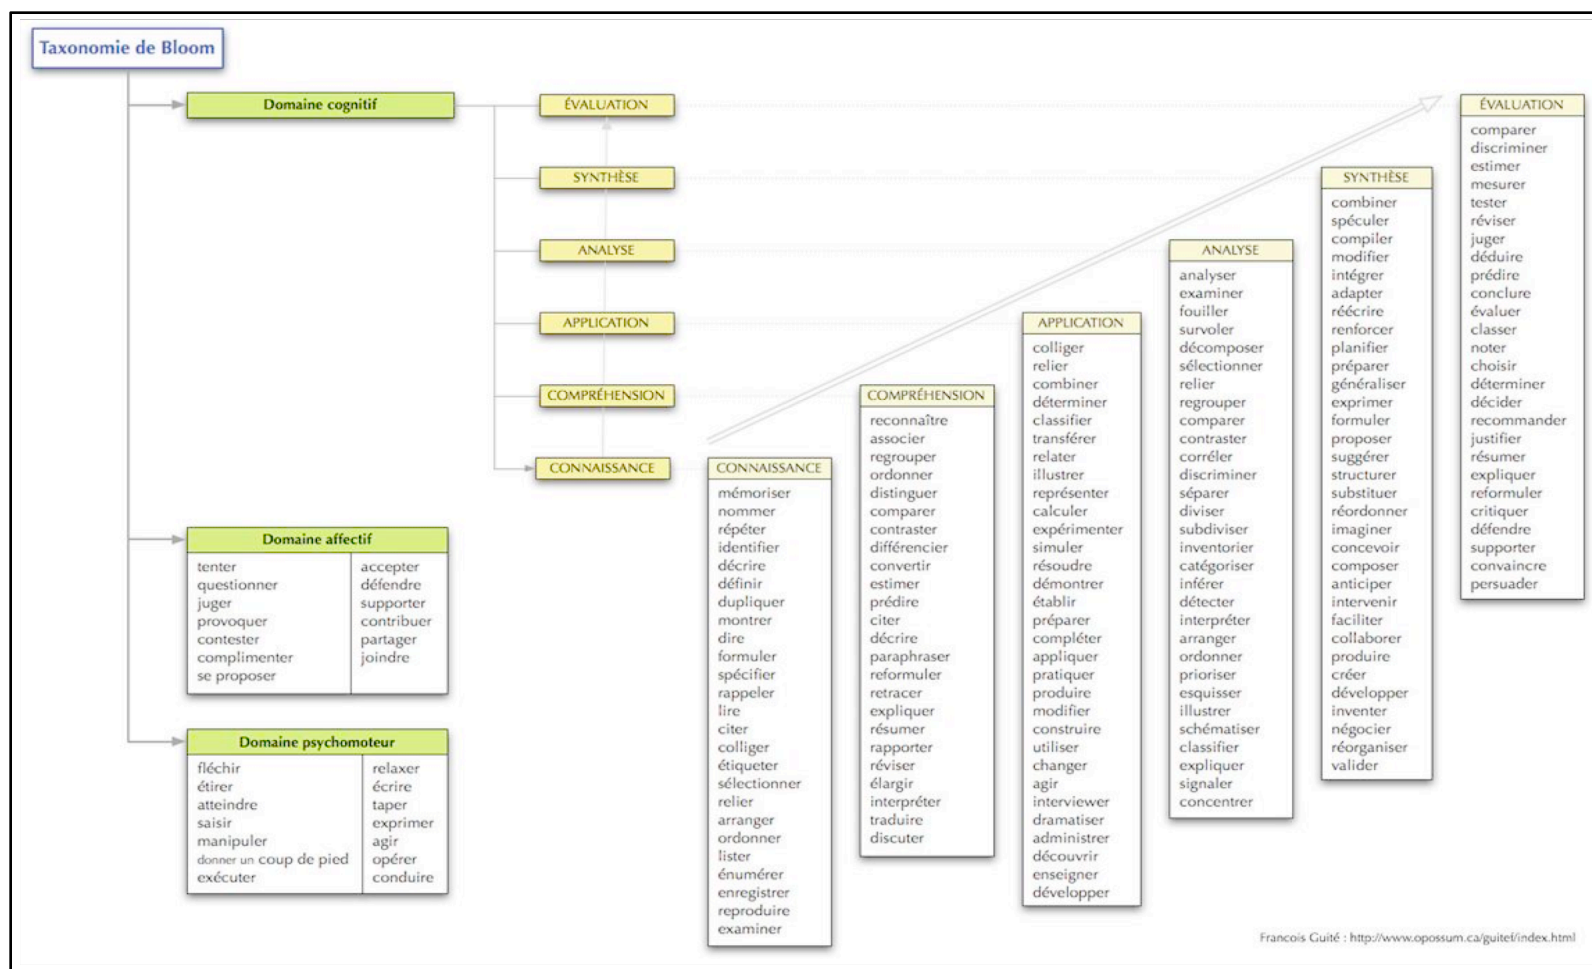 Taxonomie de Bloom
Domaine cognitif
ÉVALUATION
SYNTHÈSE
ANALYSE
APPLICATION
COMPRÉHENSION
CONNAISSANCE
Domaine affectif
tenter
questionner
juger
provoquer
contester
complimenter
se proposer
accepter
défendre
supporter
contribuer
partager
joindre
Domaine psychomoteur
fléchir
étirer
atteindre
saisir
manipuler
donner un coup de pied
exécuter
relaxer
écrire
taper
exprimer
agir
opérer
conduire
CONNAISSANCE
mémoriser
nommer
répéter
identifier
décrire
définir
dupliquer
montrer
dire
formuler
spécifier
rappeler
lire
citer
colliger
étiqueter
sélectionner
relier
arranger
ordonner
lister
énumérer
enregistrer
reproduire
examiner
COMPRÉHENSION
reconnaître
associer
regrouper
ordonner
distinguer
comparer
contraster
différencier
convertir
estimer
prédire
citer
décrire
paraphraser
reformuler
retracer
expliquer
résumer
rapporter
réviser
élargir
interpréter
traduire
discuter
APPLICATION
colliger
relier
combiner
déterminer
classifier
transférer
relater
illustrer
représenter
calculer
expérimenter
simuler
résoudre
démontrer
établir
préparer
compléter
appliquer
pratiquer
produire
modifier
construire
utiliser
changer
agir
interviewer
dramatiser
administrer
découvrir
enseigner
développer
ANALYSE
analyser
examiner
fouiller
survoler
décomposer
sélectionner
relier
regrouper
comparer
contraster
corréler
discriminer
séparer
diviser
subdiviser
inventorier
catégoriser
inférer
détecter
interpréter
arranger
ordonner
prioriser
esquisser
illustrer
schématiser
classifier
expliquer
signaler
concentrer
SYNTHÈSE
combiner
spéculer
compiler
modifier
intégrer
adapter
réécrire
renforcer
planifier
préparer
généraliser
exprimer
formuler
proposer
suggérer
structurer
substituer
réordonner
imaginer
concevoir
composer
anticiper
intervenir
faciliter
collaborer
produire
créer
développer
inventer
négocier
réorganiser
valider
ÉVALUATION
comparer
discriminer
estimer
mesurer
tester
réviser
juger
déduire
prédire
conclure
évaluer
classer
noter
choisir
déterminer
décider
recommander
justifier
résumer
expliquer
reformuler
critiquer
défendre
supporter
convaincre
persuader
Francois Guité : http://www.opossum.ca/guitef/index.html